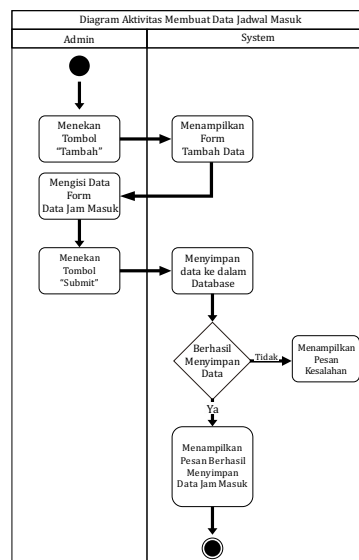 Diagram Aktivitas Membuat Data Jadwal Masuk
Admin
System
Menekan
Tombol
"Tambah"
Menampilkan
Form
Tambah Data
Mengisi Data
Form
Data Jam Masuk
Menekan
Tombol
"Submit"
Menyimpan
data ke dalam
Database
Berhasil
Menyimpan
Data
Tidak
Menampilkan
Pesan
Kesalahan
Ya
Menampilkan
Pesan Berhasil
Menyimpan
Data Jam Masuk